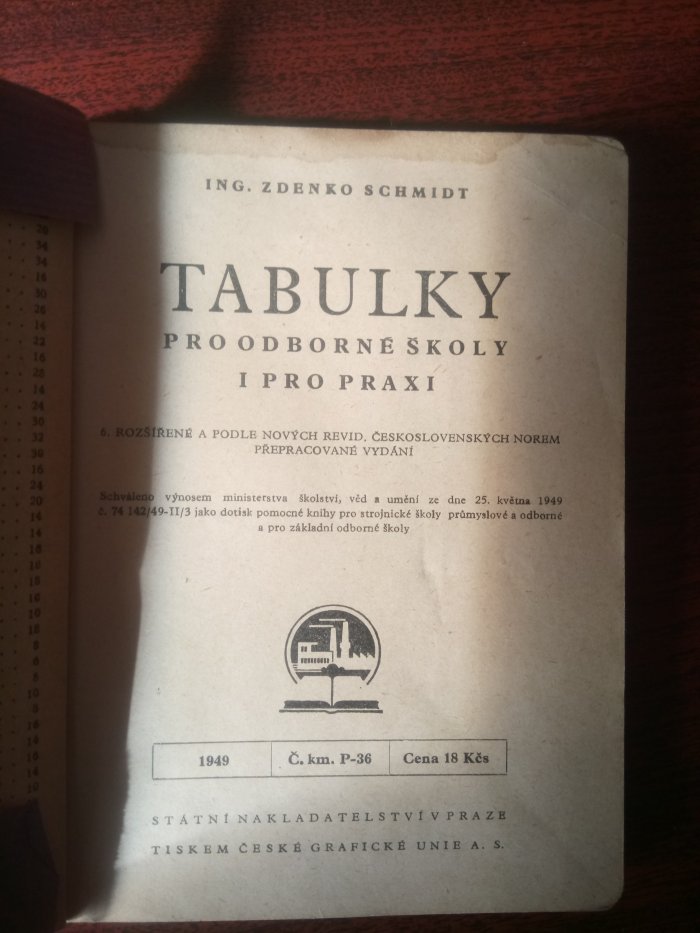 ING. ZDENKO SCHMIDT
TABULKY
PRO ODBORNÉ ŠKOLY
I PRO PRAXI
6. ROZŠÍŘENÉ A PODLE NOVÝCH REVID. ČESKOSLOVENSKÝCH NOREM
PŘEPRACOVANÉ VYDÁNÍ
Schváleno výnosem ministerstva školství, věd a umění ze dne 25. května 1949
č. 74 142/49-II/3 jako dotisk pomocné knihy pro strojnické školy průmyslové a odborné
a pro základní odborné školy
1949 Č. km. P-36 Cena 18 Kčs
STÁTNÍ NAKLADATELSTVÍ V PRAZE
TISKEM ČESKÉ GRAFICKÉ UNIE A. S.